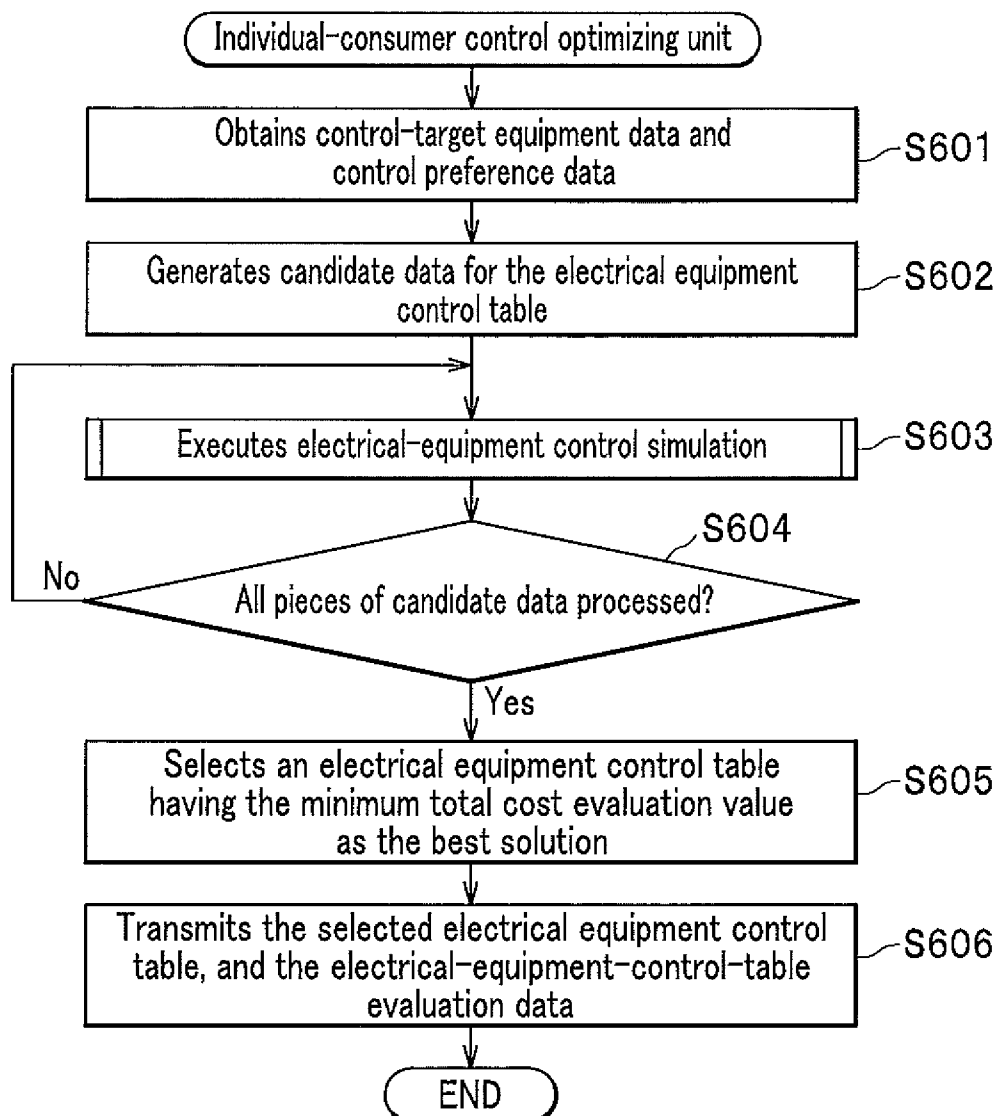 Individual-consumer control optimizing unit
Obtains control-target equipment data and
control preference data
S601
Generates candidate data for the electrical equipment
control table
S602
Executes electrical-equipment control simulation
S603
S604
No
All pieces of candidate data processed?
Yes
Selects an electrical equipment control table
having the minimum total cost evaluation value
as the best solution
S605
Transmits the selected electrical equipment control
table, and the electrical-equipment-control-table
evaluation data
S606
END